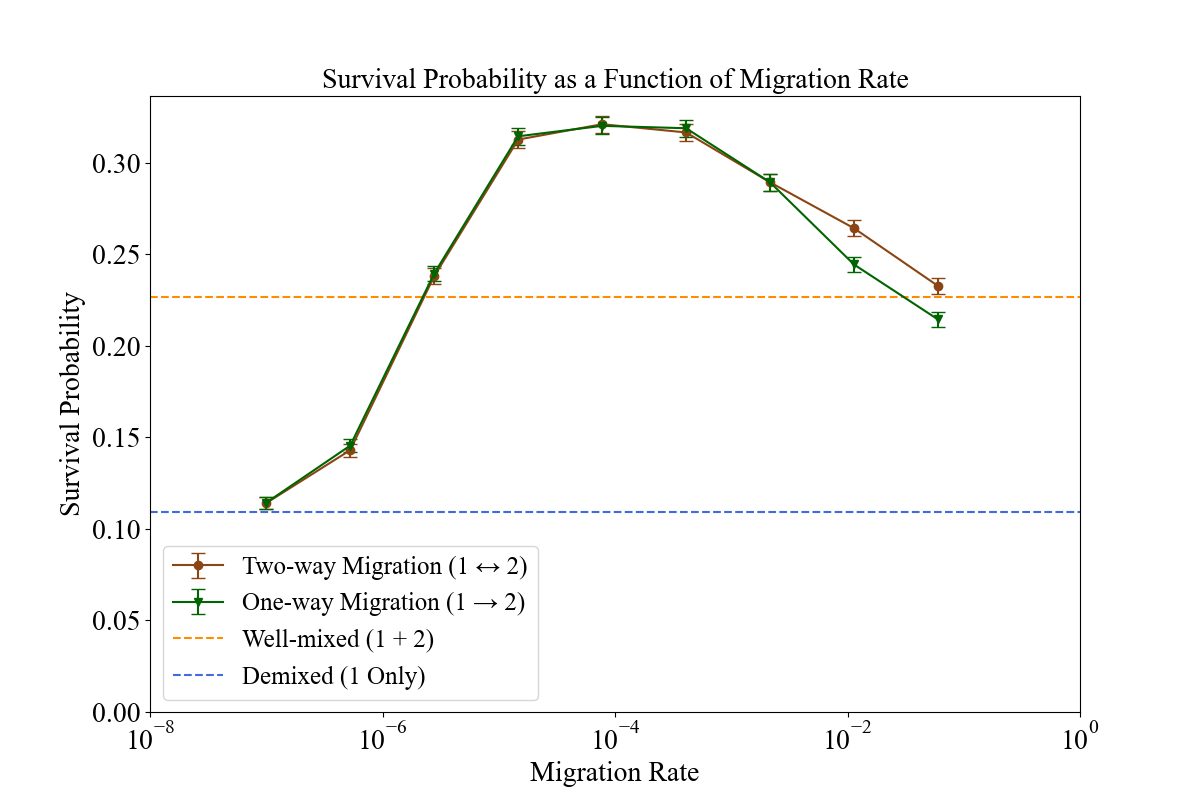 Survival Probability as a Function of Migration Rate
Survival Probability
0.30
0.25
0.20
0.15
0.10
0.05
0.00
Two-way Migration (1 ↔ 2)
One-way Migration (1 → 2)
Well-mixed (1 + 2)
Demixed (1 Only)
10⁻⁸ 10⁻⁶ 10⁻⁴ 10⁻² 10⁰
Migration Rate